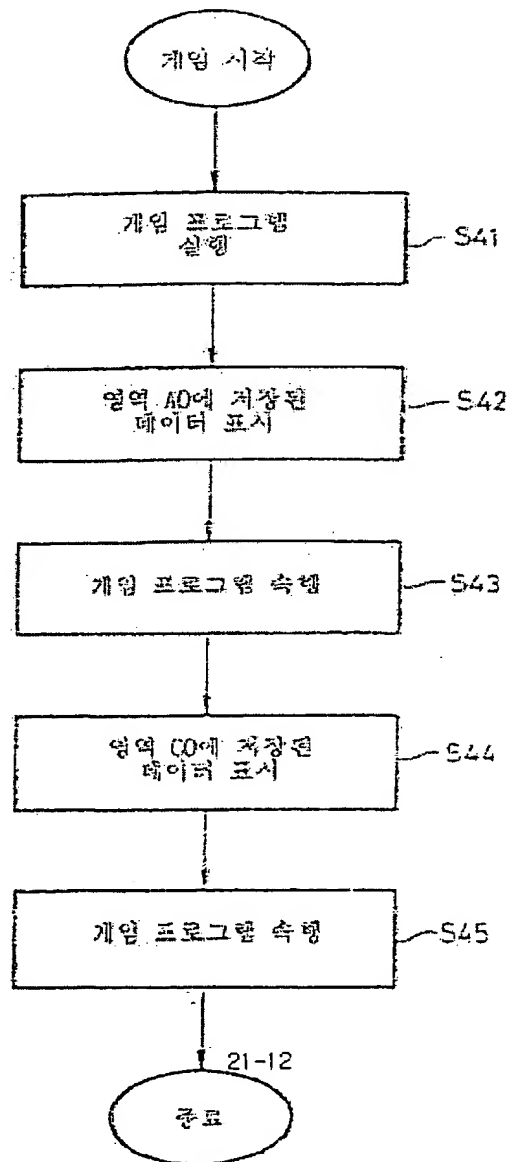 게임 시작
게임 프로그램
실행
S41
영역 A0에 저장된
데이터 표시
S42
게임 프로그램 속행
S43
영역 C0에 저장된
데이터 표시
S44
게임 프로그램 속행
S45
21-12
종료